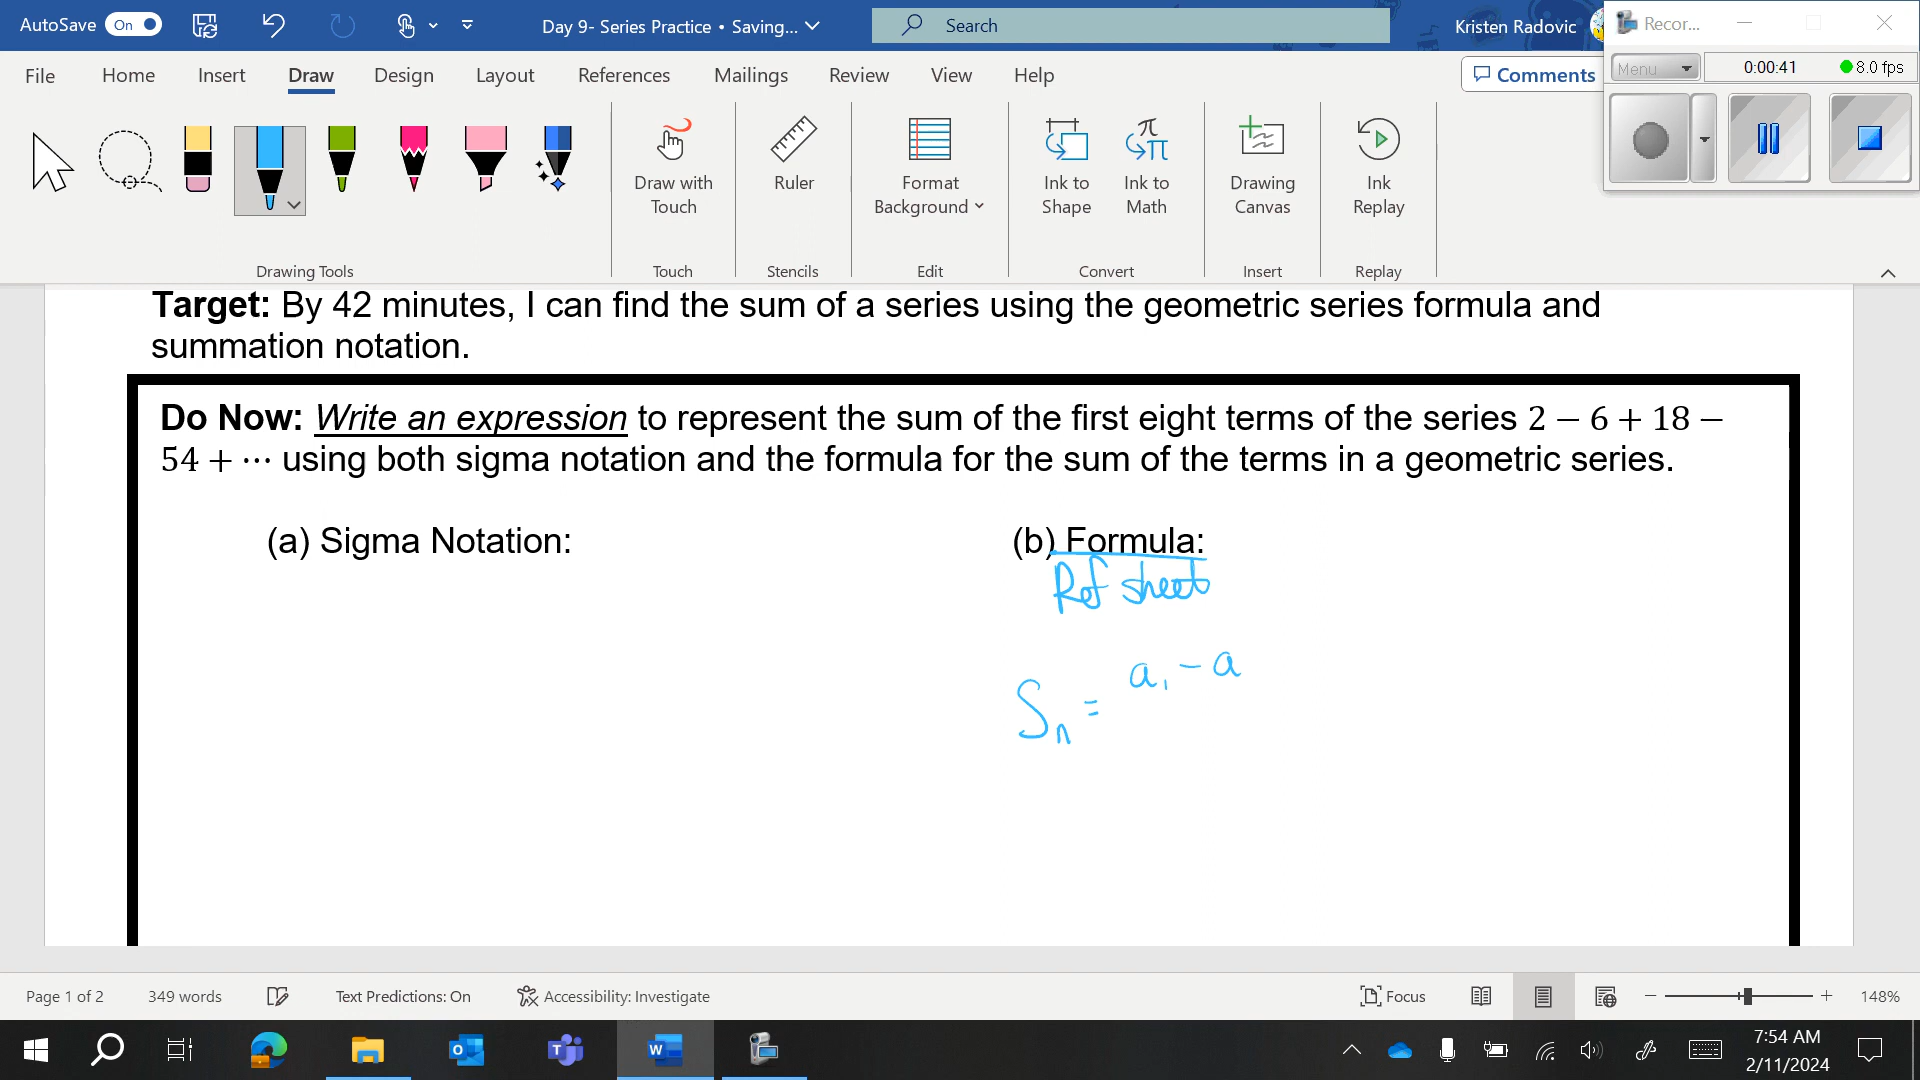 AutoSave On Day 9- Series Practice • Saving... Search Kristen Radovic Recor...
Menu 0:00:41 8.0 fps
File Home Insert Draw Design Layout References Mailings Review View Help Comments
Draw with Touch Ruler Format Background Ink to Shape Ink to Math Drawing Canvas Ink Replay
Drawing Tools Touch Stencils Edit Convert Insert Replay
Target: By 42 minutes, I can find the sum of a series using the geometric series formula and
summation notation.
Do Now: Write an expression to represent the sum of the first eight terms of the series 2 − 6 + 18 −
54 + ⋯ using both sigma notation and the formula for the sum of the terms in a geometric series.
(a) Sigma Notation: (b) Formula:
Ref sheet
Sₙ = a₁ − a
Page 1 of 2 349 words Text Predictions: On Accessibility: Investigate Focus 148%
7:54 AM
2/11/2024